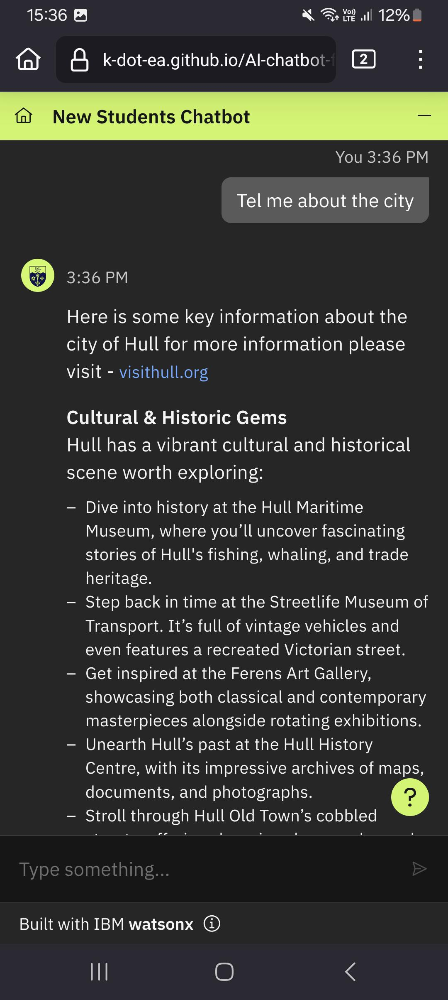 15:36
Vo)) LTE
12%
k-dot-ea.github.io/AI-chatbot-f
2
New Students Chatbot
You 3:36 PM
Tel me about the city
3:36 PM
Here is some key information about the
city of Hull for more information please
visit - visithull.org
Cultural & Historic Gems
Hull has a vibrant cultural and historical
scene worth exploring:
– Dive into history at the Hull Maritime
Museum, where you’ll uncover fascinating
stories of Hull's fishing, whaling, and trade
heritage.
– Step back in time at the Streetlife Museum of
Transport. It’s full of vintage vehicles and
even features a recreated Victorian street.
– Get inspired at the Ferens Art Gallery,
showcasing both classical and contemporary
masterpieces alongside rotating exhibitions.
– Unearth Hull’s past at the Hull History
Centre, with its impressive archives of maps,
documents, and photographs.
?
– Stroll through Hull Old Town’s cobbled
Type something...
Built with IBM watsonx